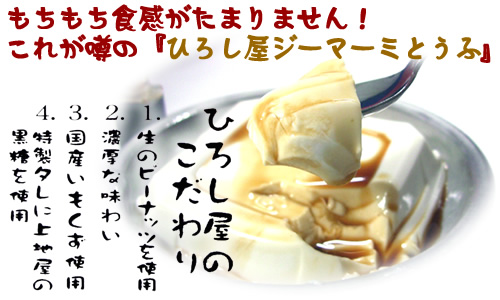 もちもち食感がたまりません！
これが噂の『ひろし屋ジーマーミとうふ』
ひろし屋の
こだわり
1. 生のピーナッツを使用
2. 濃厚な味わい
3. 国産いもくず使用
4. 特製タレに上地屋の
黒糖を使用